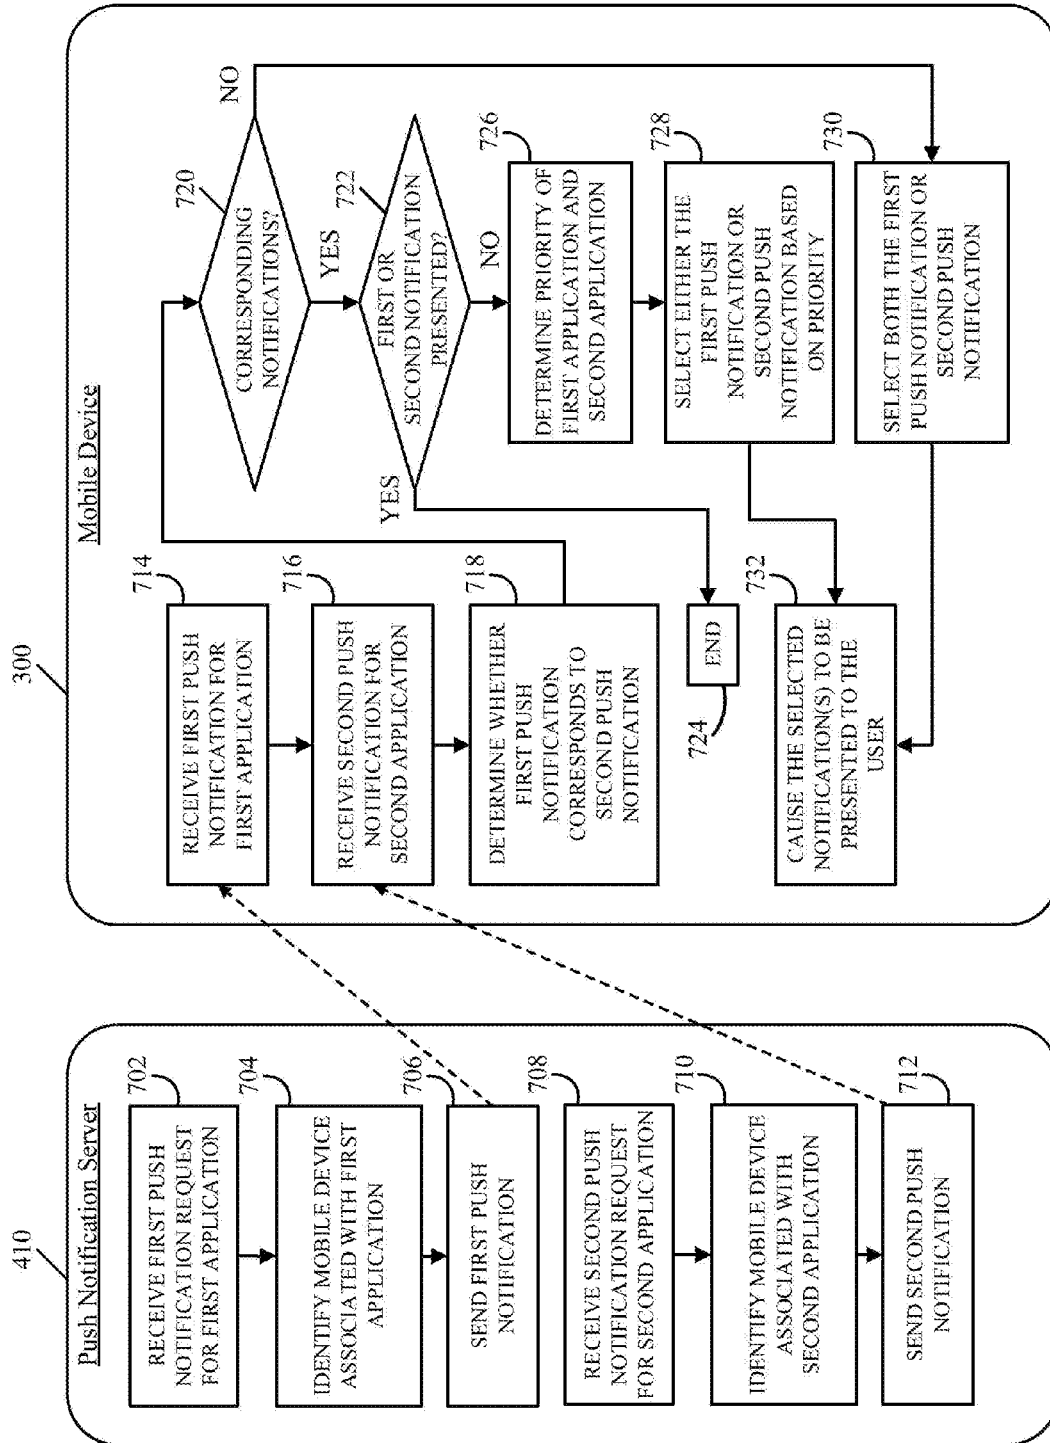 410
Push Notification Server
702
RECEIVE FIRST PUSH
NOTIFICATION REQUEST
FOR FIRST APPLICATION
704
IDENTIFY MOBILE DEVICE
ASSOCIATED WITH FIRST
APPLICATION
706
SEND FIRST PUSH
NOTIFICATION
708
RECEIVE SECOND PUSH
NOTIFICATION REQUEST
FOR SECOND APPLICATION
710
IDENTIFY MOBILE DEVICE
ASSOCIATED WITH
SECOND APPLICATION
712
SEND SECOND PUSH
NOTIFICATION
300
Mobile Device
714
RECEIVE FIRST PUSH
NOTIFICATION FOR
FIRST APPLICATION
716
RECEIVE SECOND PUSH
NOTIFICATION FOR
SECOND APPLICATION
718
DETERMINE WHETHER
FIRST PUSH
NOTIFICATION
CORRESPONDS TO
SECOND PUSH
NOTIFICATION
720
CORRESPONDING
NOTIFICATIONS?
NO
YES
722
FIRST OR
SECOND NOTIFICATION
PRESENTED?
YES
NO
724
END
726
DETERMINE PRIORITY OF
FIRST APPLICATION AND
SECOND APPLICATION
728
SELECT EITHER THE
FIRST PUSH
NOTIFICATION OR
SECOND PUSH
NOTIFICATION BASED
ON PRIORITY
730
SELECT BOTH THE FIRST
PUSH NOTIFICATION OR
SECOND PUSH
NOTIFICATION
732
CAUSE THE SELECTED
NOTIFICATION(S) TO BE
PRESENTED TO THE
USER